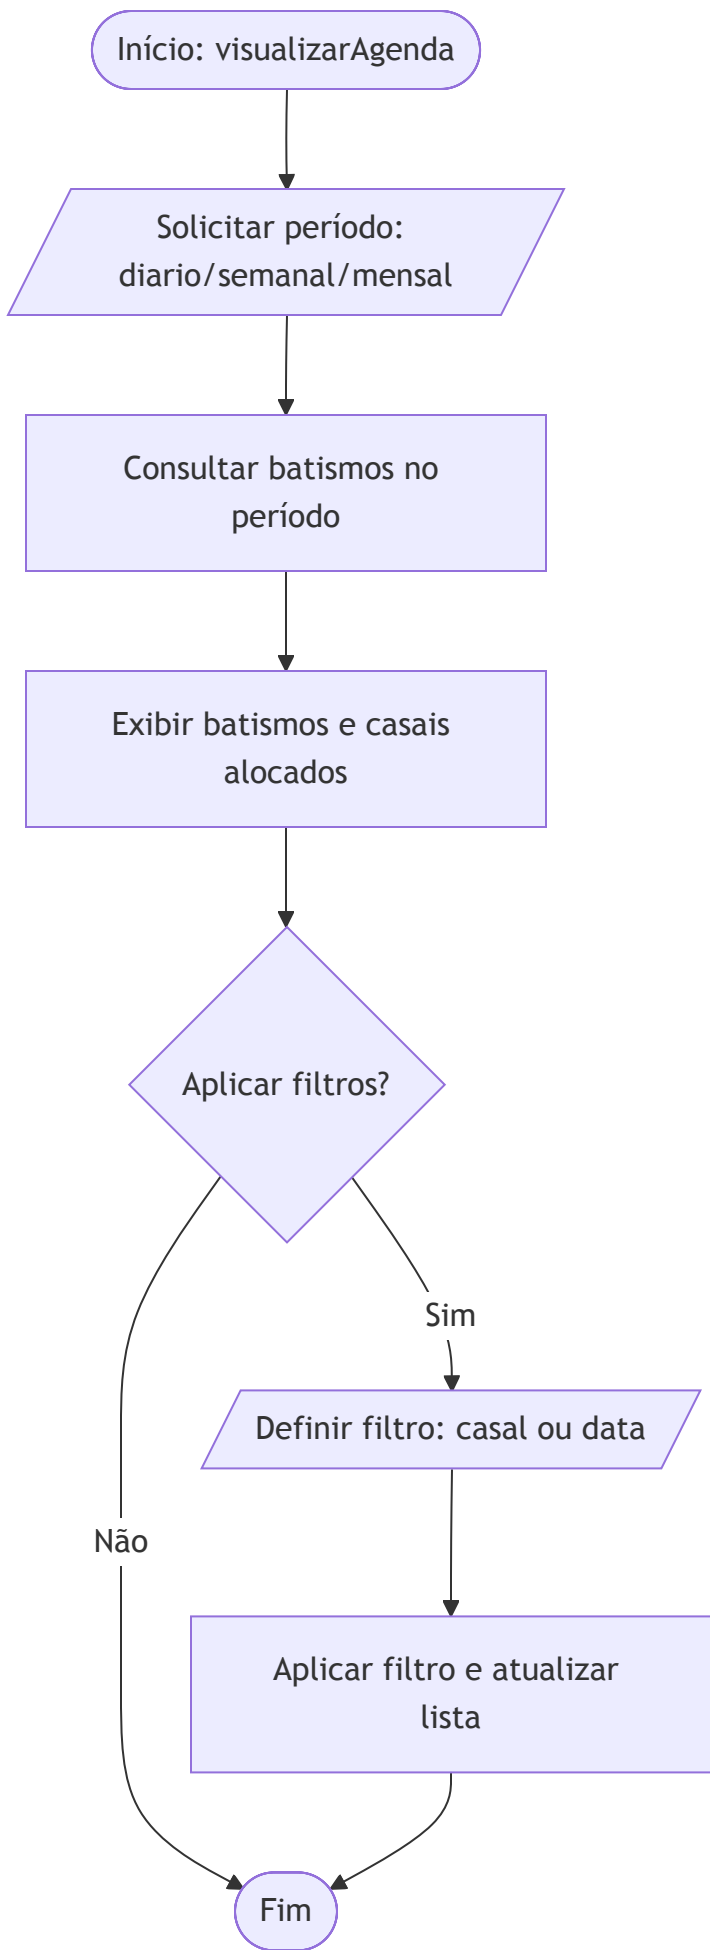 Início: visualizarAgenda
Solicitar período:
diario/semanal/mensal
Consultar batismos no
período
Exibir batismos e casais
alocados
Aplicar filtros?
Sim
Definir filtro: casal ou data
Não
Aplicar filtro e atualizar
lista
Fim